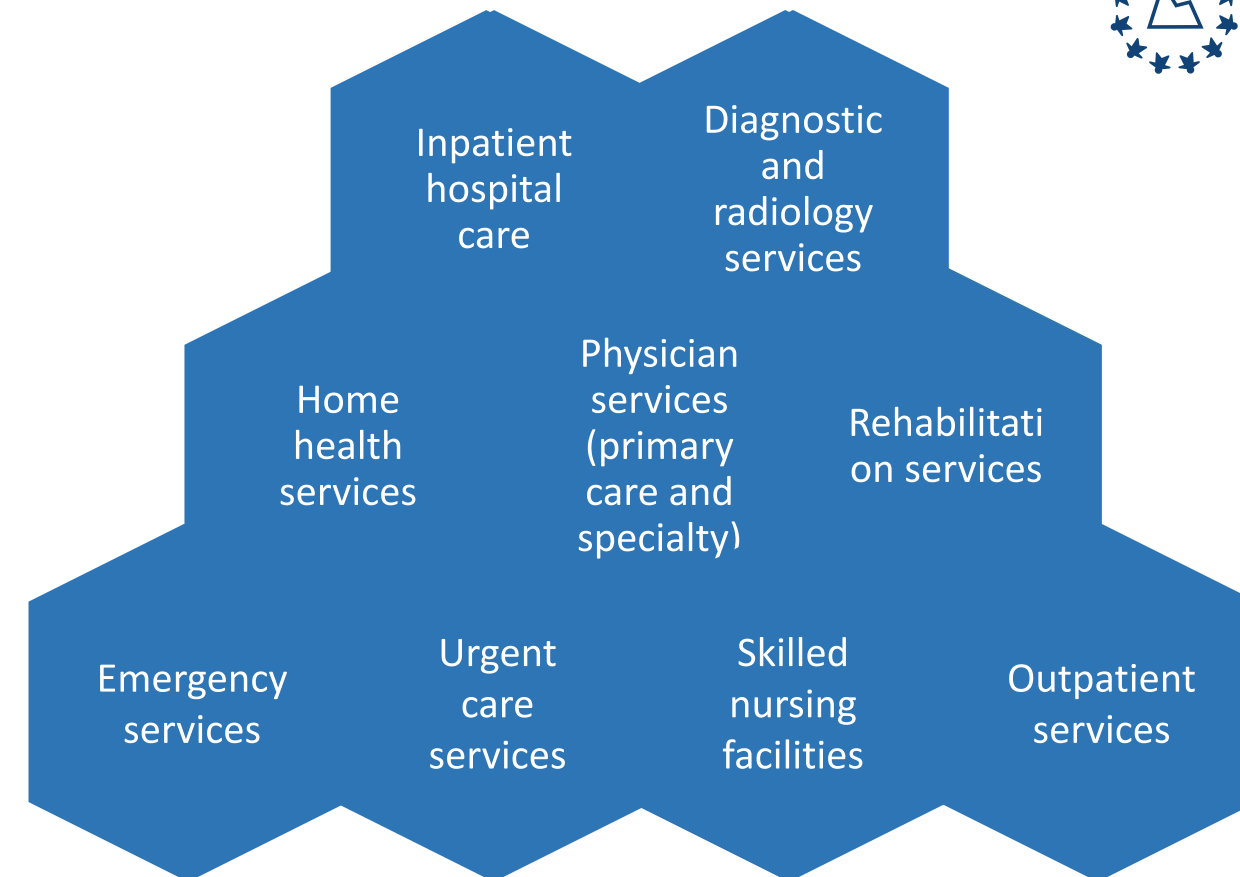 Inpatient
hospital
care
Diagnostic
and
radiology
services
Home
health
services
Physician
services
(primary
care and
specialty)
Rehabilitati
on services
Emergency
services
Urgent
care
services
Skilled
nursing
facilities
Outpatient
services